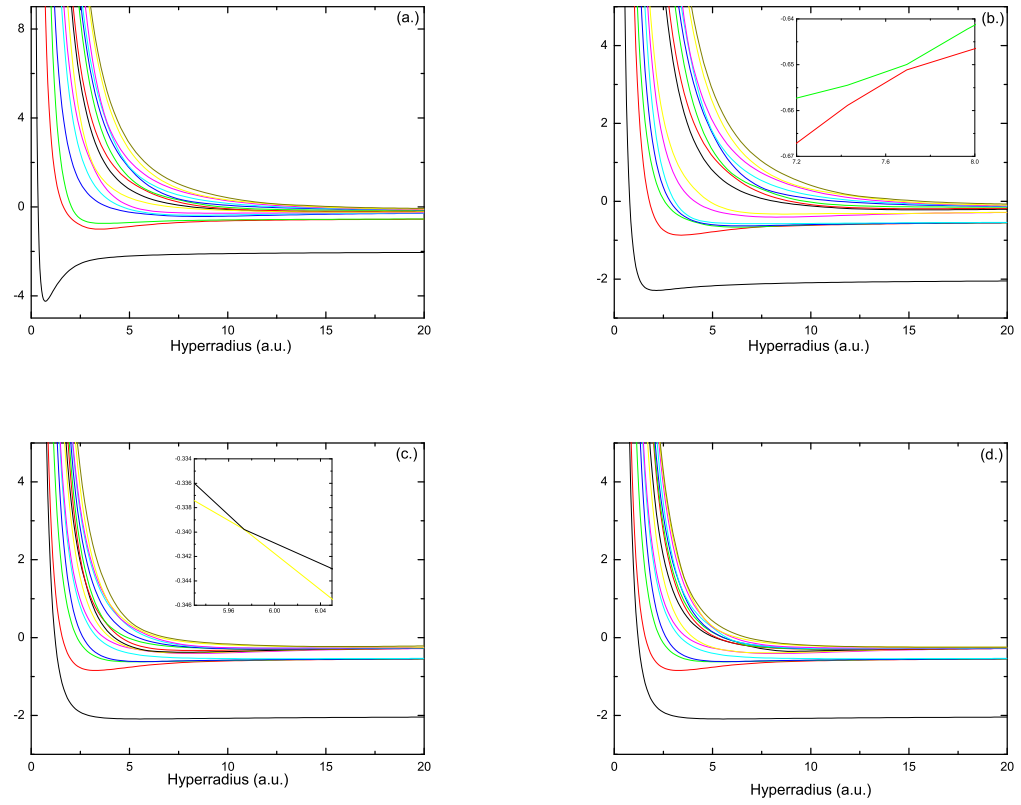 (a.)
8
4
0
-4
0 5 10 15 20
Hyperradius (a.u.)
(b.)
4
2
0
-2
0 5 10 15 20
Hyperradius (a.u.)
-0.64
-0.65
-0.66
-0.67
7.2 7.6 8.0
(c.)
4
2
0
-2
0 5 10 15 20
Hyperradius (a.u.)
-0.334
-0.336
-0.338
-0.340
-0.342
-0.344
-0.346
5.96 6.00 6.04
(d.)
4
2
0
-2
0 5 10 15 20
Hyperradius (a.u.)